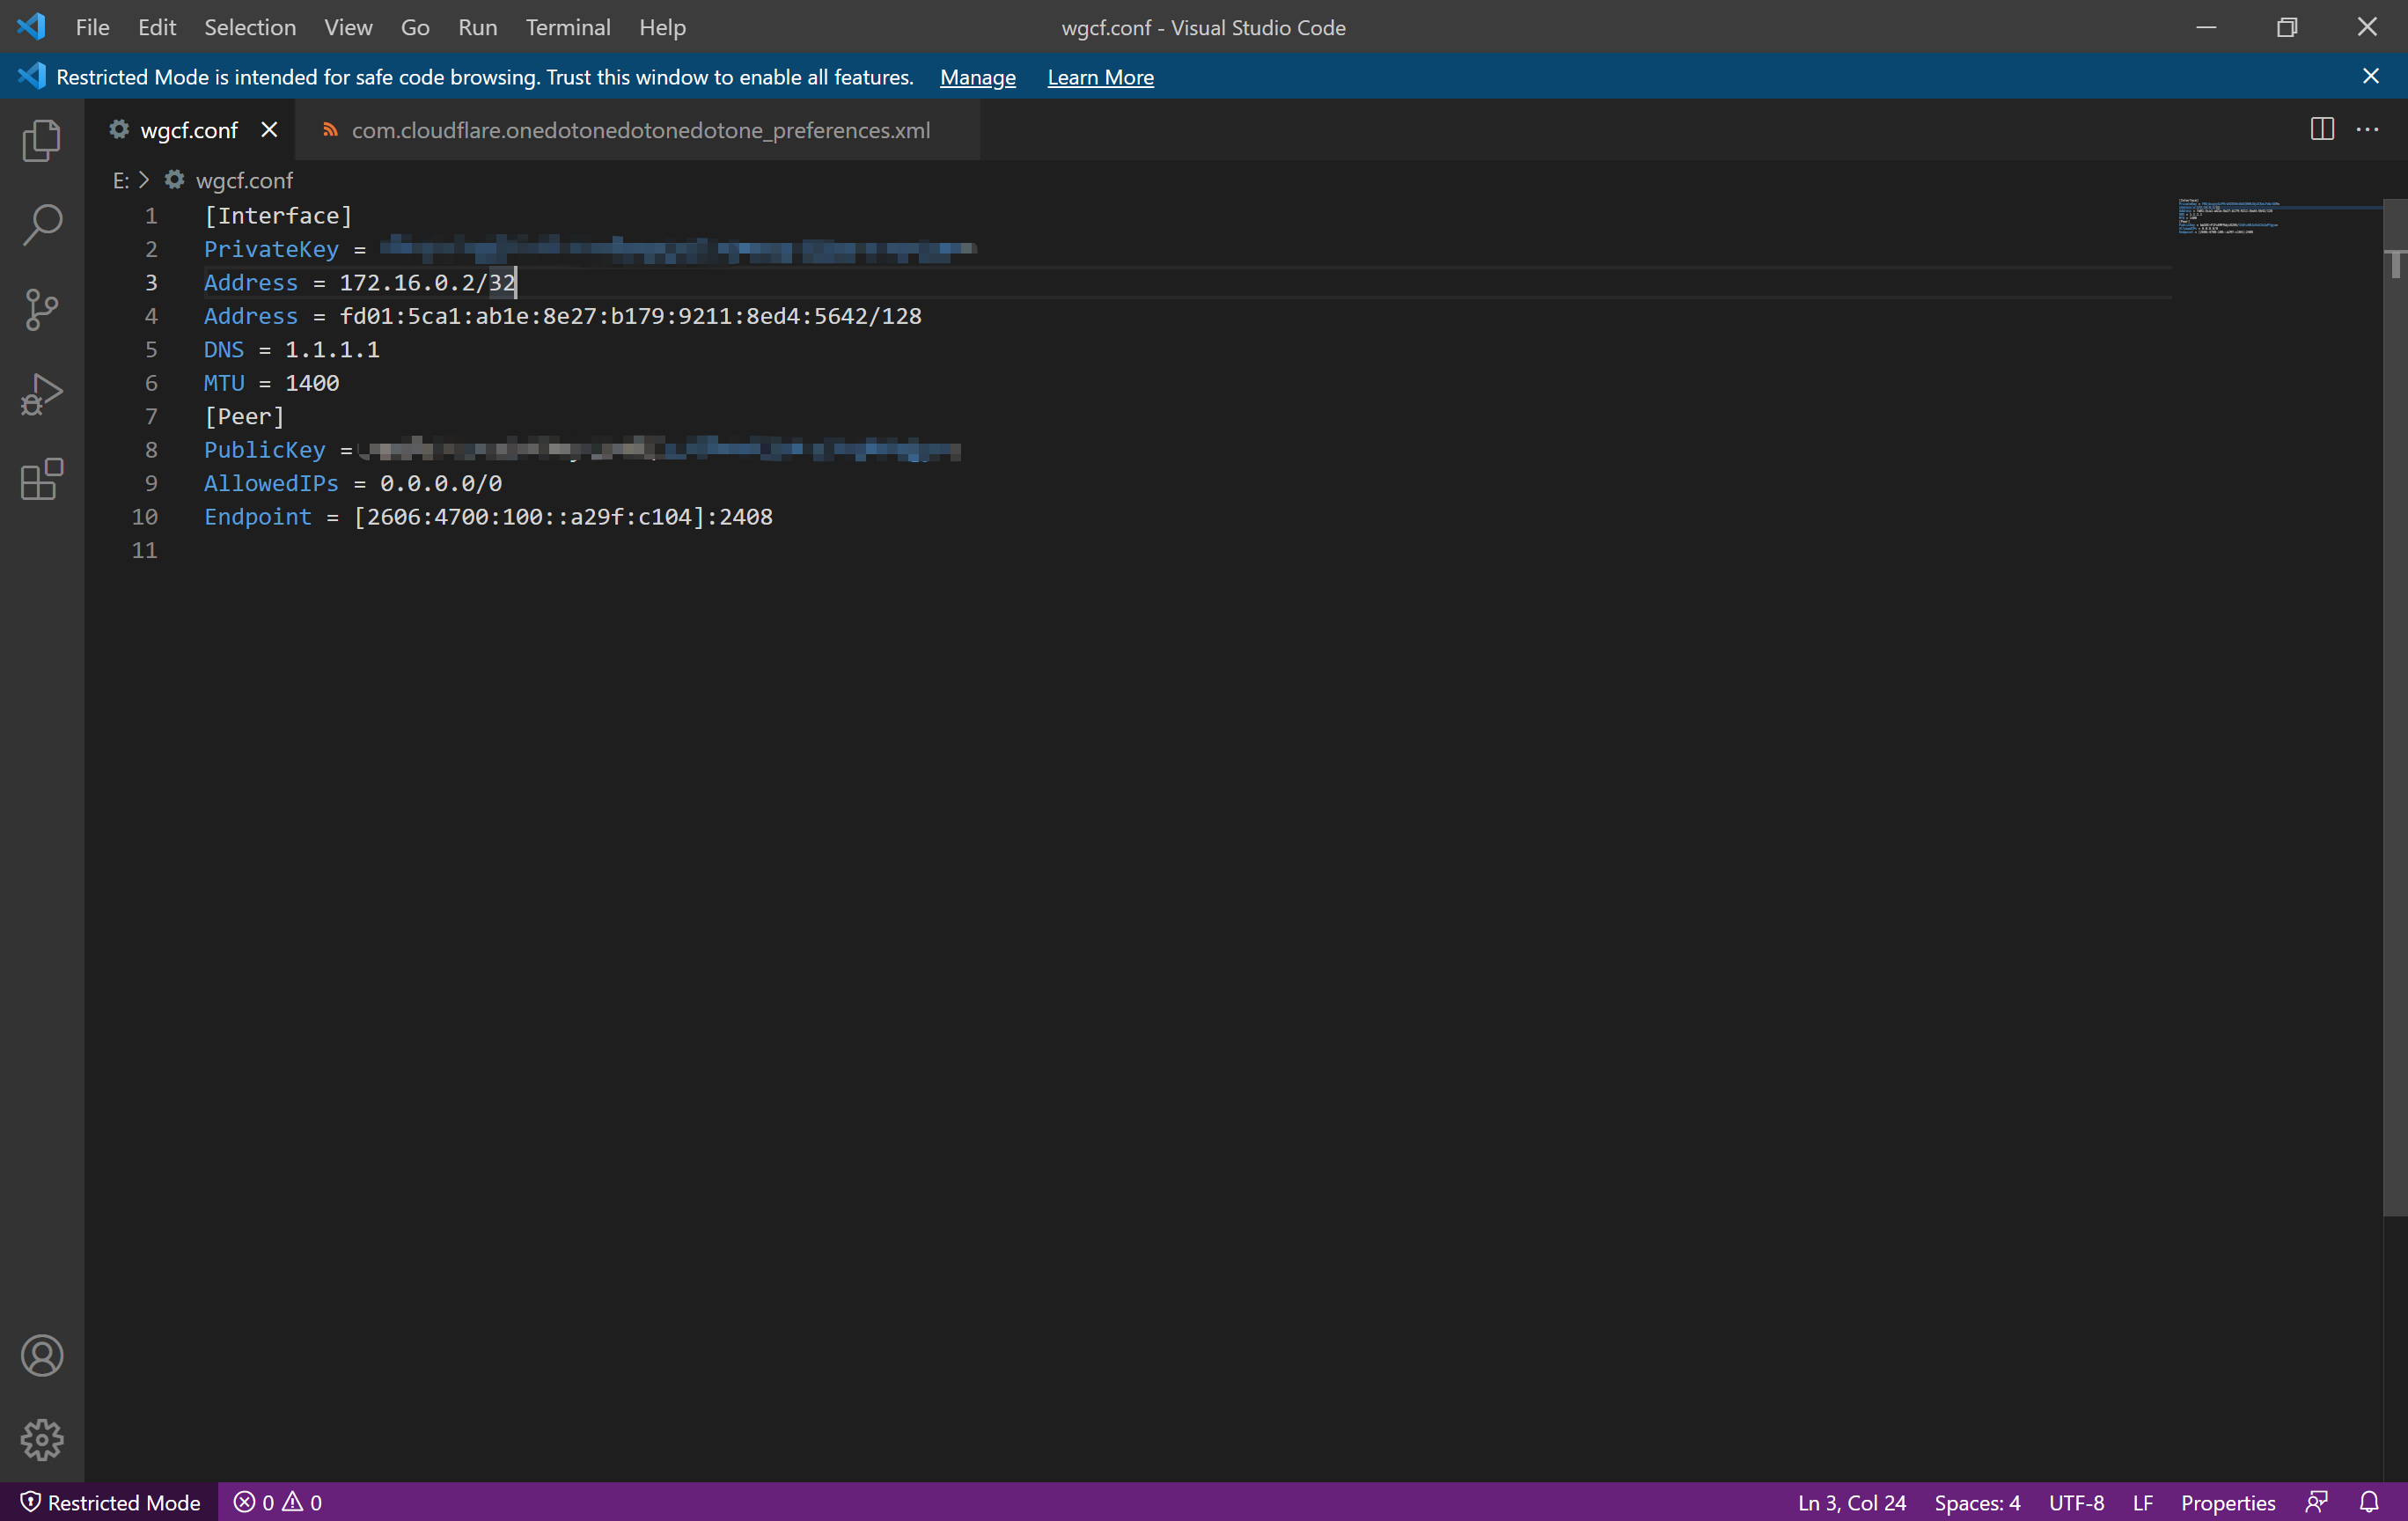 File Edit Selection View Go Run Terminal Help wgcf.conf - Visual Studio Code
Restricted Mode is intended for safe code browsing. Trust this window to enable all features. Manage Learn More
wgcf.conf com.cloudflare.onedotonedotonedotone_preferences.xml
E: > wgcf.conf
1 [Interface]
2 PrivateKey =
3 Address = 172.16.0.2/32
4 Address = fd01:5ca1:ab1e:8e27:b179:9211:8ed4:5642/128
5 DNS = 1.1.1.1
6 MTU = 1400
7 [Peer]
8 PublicKey =
9 AllowedIPs = 0.0.0.0/0
10 Endpoint = [2606:4700:100::a29f:c104]:2408
11
Restricted Mode 0 0 Ln 3, Col 24 Spaces: 4 UTF-8 LF Properties